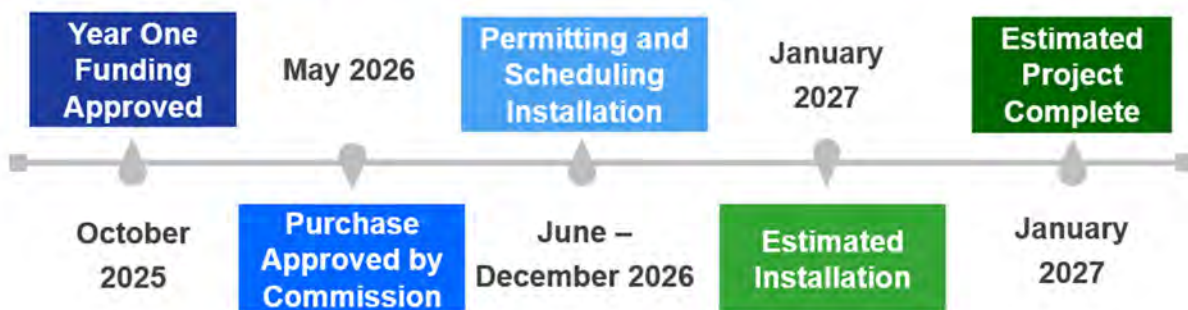 Year One
Funding
Approved
October
2025
May 2026
Purchase
Approved by
Commission
Permitting and
Scheduling
Installation
June –
December 2026
January
2027
Estimated
Installation
Estimated
Project
Complete
January
2027